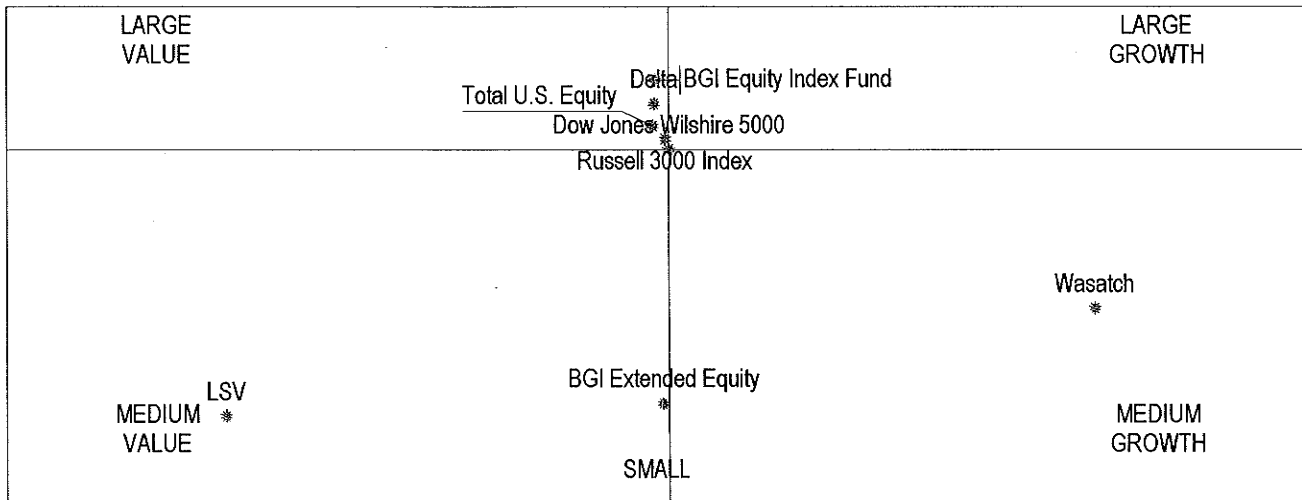 LARGE
VALUE
LARGE
GROWTH
Delta BGI Equity Index Fund
Total U.S. Equity
Dow Jones Wilshire 5000
Russell 3000 Index
Wasatch
BGI Extended Equity
LSV
MEDIUM
VALUE
MEDIUM
GROWTH
SMALL